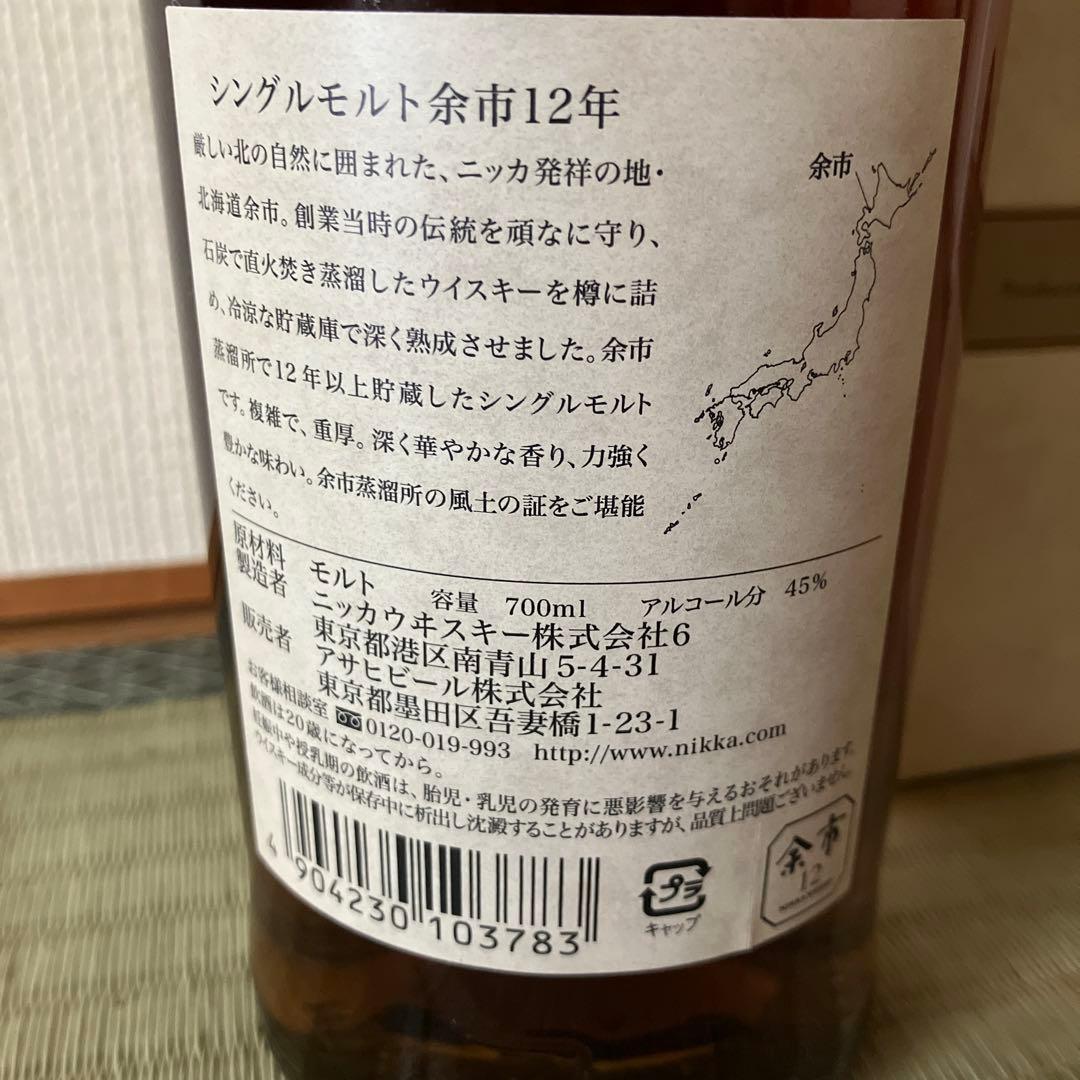 シングルモルト余市12年
厳しい北の自然に囲まれた、ニッカ発祥の地・
北海道余市。創業当時の伝統を頑なに守り、
石炭で直火焚き蒸溜したウイスキーを樽に詰
め、冷涼な貯蔵庫で深く熟成させました。余市
蒸溜所で12年以上貯蔵したシングルモルト
です。複雑で、重厚。深く華やかな香り、力強く
豊かな味わい。余市蒸溜所の風土の証をご堪能
ください。
余市
原材料 モルト 容量 700ml アルコール分 45%
製造者 ニッカウヰスキー株式会社6
東京都港区南青山5-4-31
販売者 アサヒビール株式会社
東京都墨田区吾妻橋1-23-1
お客様相談室 0120-019-993 http://www.nikka.com
飲酒は20歳になってから。
妊娠中や授乳期の飲酒は、胎児・乳児の発育に悪影響を与えるおそれがあります。
ウイスキー成分等が保存中に析出し沈澱することがありますが、品質上問題ございません。
4 904230 103783
プラ
キャップ
余市
12